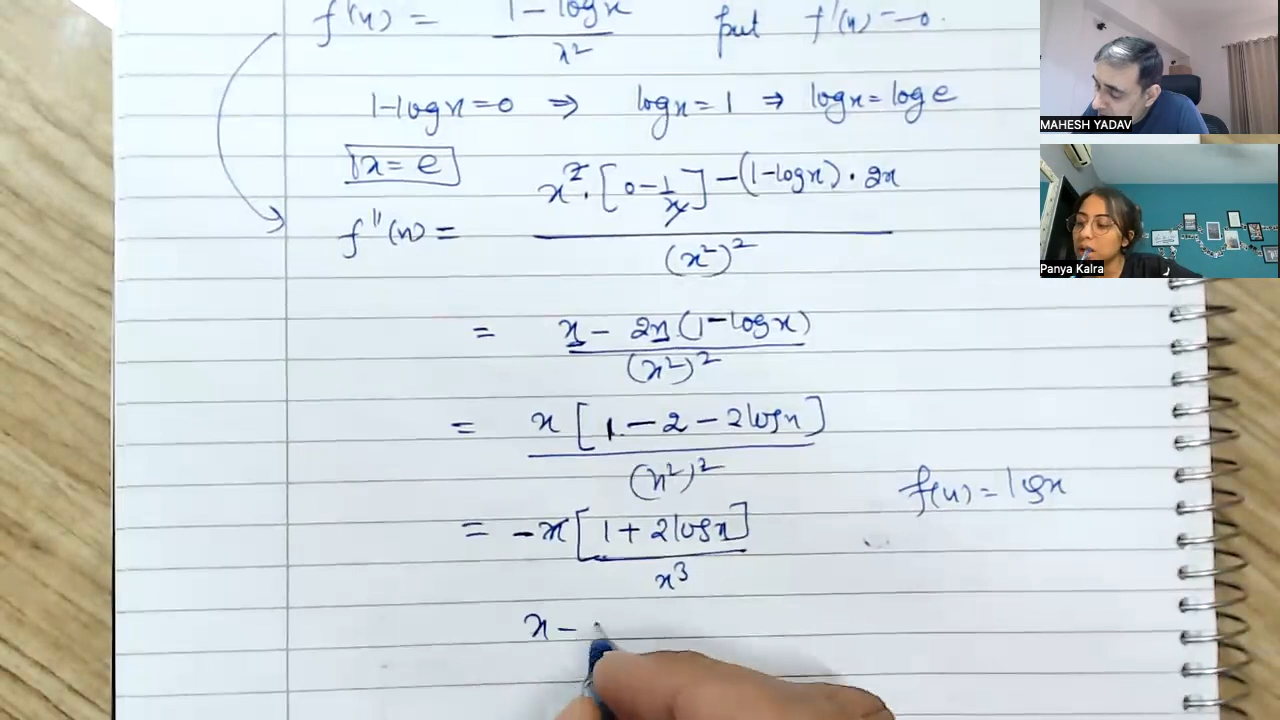 f'(x) = 1 - log x / x² put f'(x) = 0.
1 - log x = 0 ⇒ log x = 1 ⇒ log x = log e
x = e
f''(x) = x² · [0 - 1/x] - (1 - log x) · 2x / (x²)²
= x - 2x (1 - log x) / (x²)²
= x [1 - 2 - 2 log x] / (x²)²
f(x) = log x
= -x [1 + 2 log x] / x³
x -
MAHESH YADAV
Panya Kalra